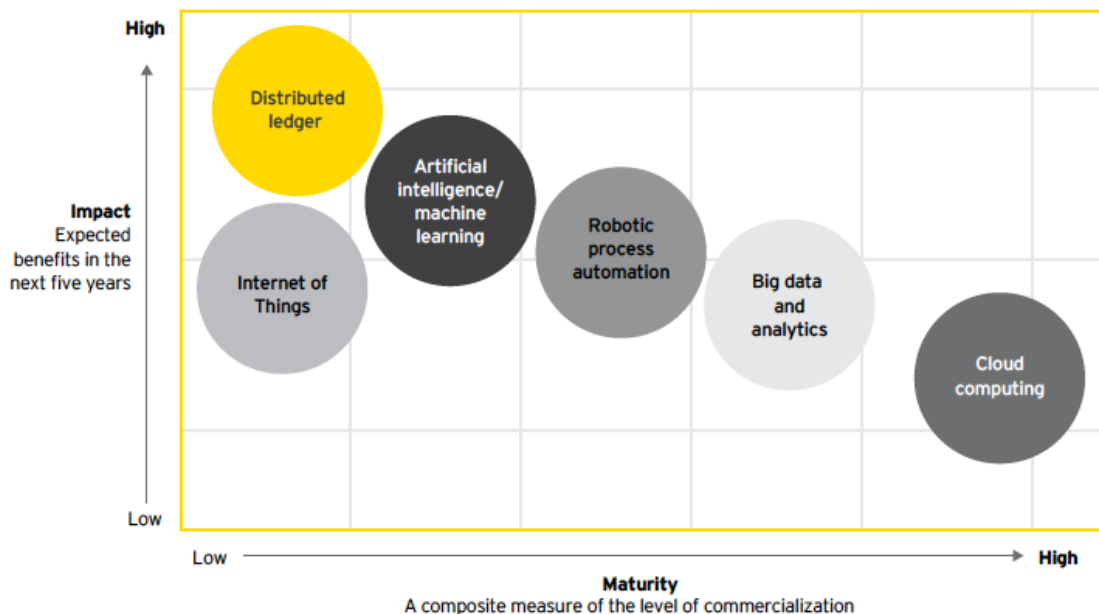 High
Distributed
ledger
Artificial
intelligence/
machine
learning
Impact
Expected
benefits in the
next five years
Robotic
process
automation
Internet of
Things
Big data
and
analytics
Cloud
computing
Low
Low
High
Maturity
A composite measure of the level of commercialization